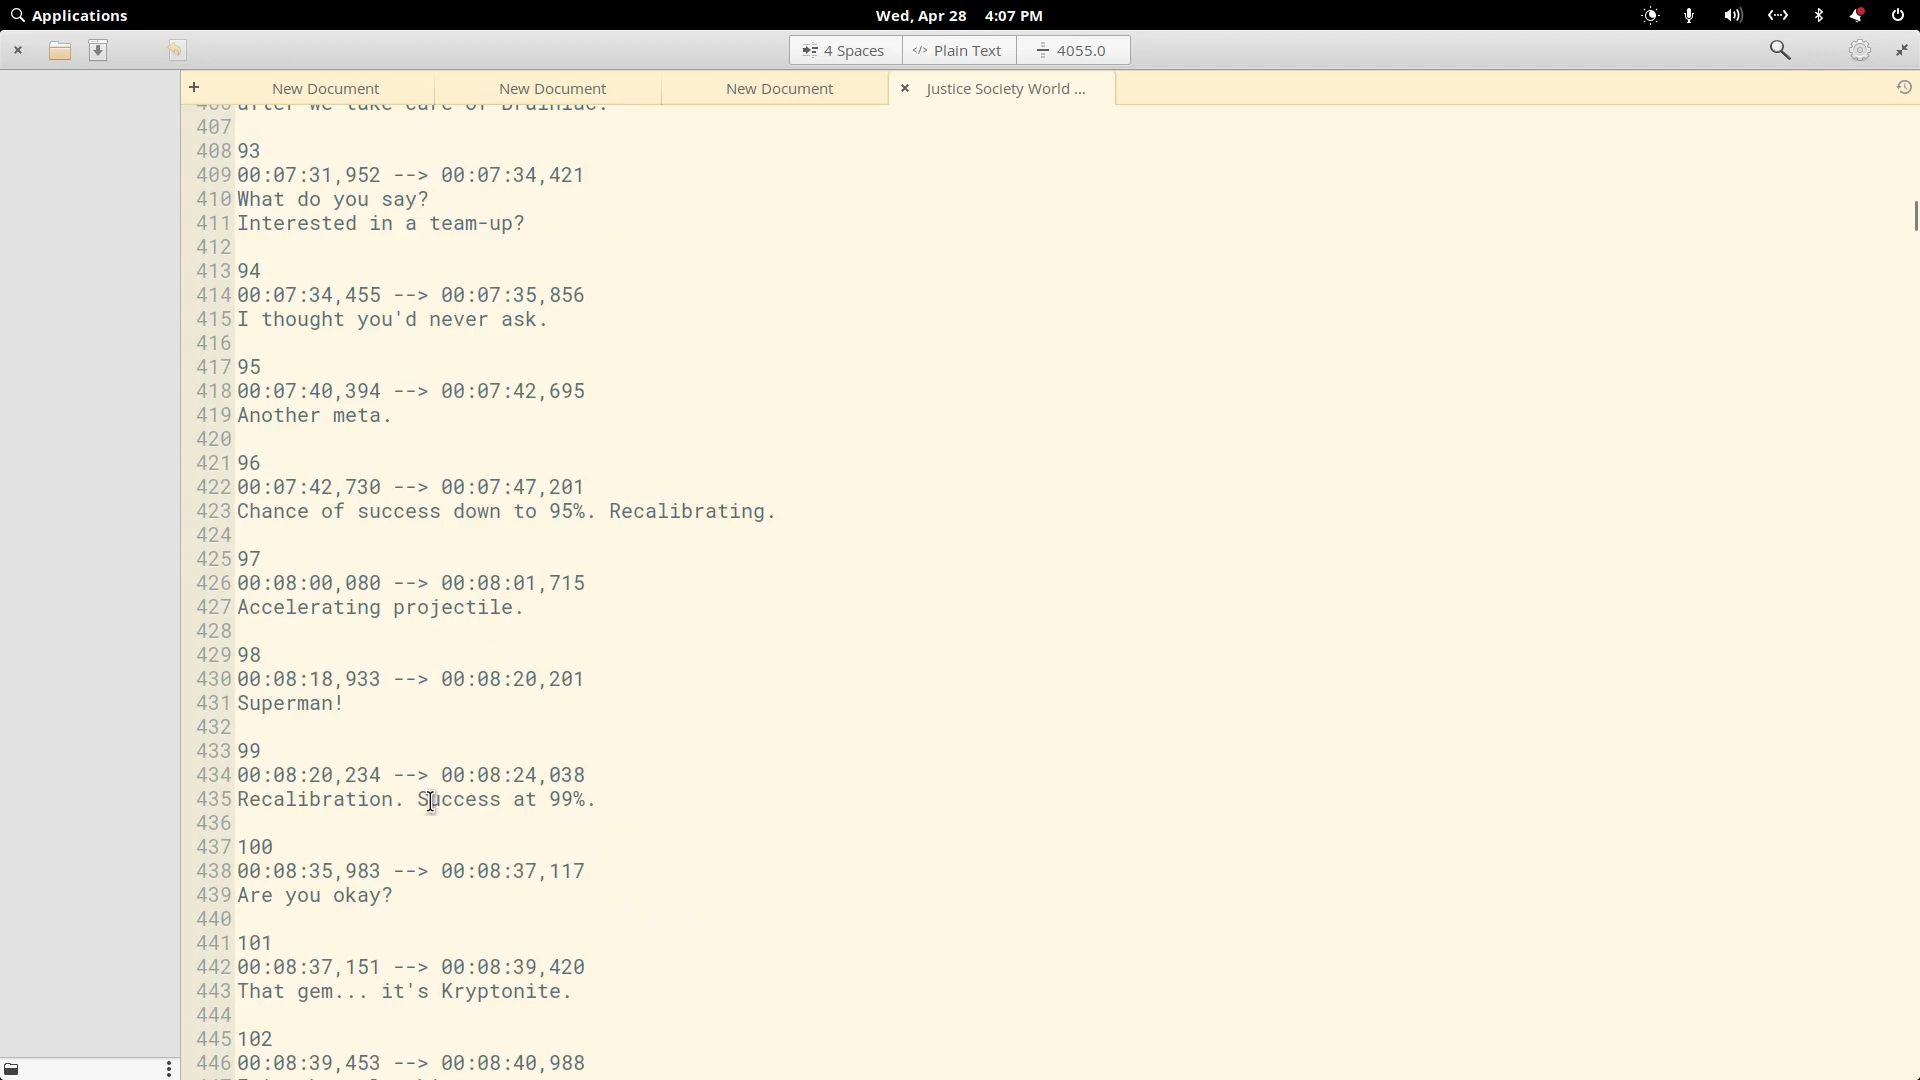 Applications
Wed, Apr 28 4:07 PM
4 Spaces
Plain Text
4055.0
New Document
New Document
New Document
Justice Society World ...
406 after we take care of Brainiac.
407
408 93
409 00:07:31,952 --> 00:07:34,421
410 What do you say?
411 Interested in a team-up?
412
413 94
414 00:07:34,455 --> 00:07:35,856
415 I thought you'd never ask.
416
417 95
418 00:07:40,394 --> 00:07:42,695
419 Another meta.
420
421 96
422 00:07:42,730 --> 00:07:47,201
423 Chance of success down to 95%. Recalibrating.
424
425 97
426 00:08:00,080 --> 00:08:01,715
427 Accelerating projectile.
428
429 98
430 00:08:18,933 --> 00:08:20,201
431 Superman!
432
433 99
434 00:08:20,234 --> 00:08:24,038
435 Recalibration. Success at 99%.
436
437 100
438 00:08:35,983 --> 00:08:37,117
439 Are you okay?
440
441 101
442 00:08:37,151 --> 00:08:39,420
443 That gem... it's Kryptonite.
444
445 102
446 00:08:39,453 --> 00:08:40,988